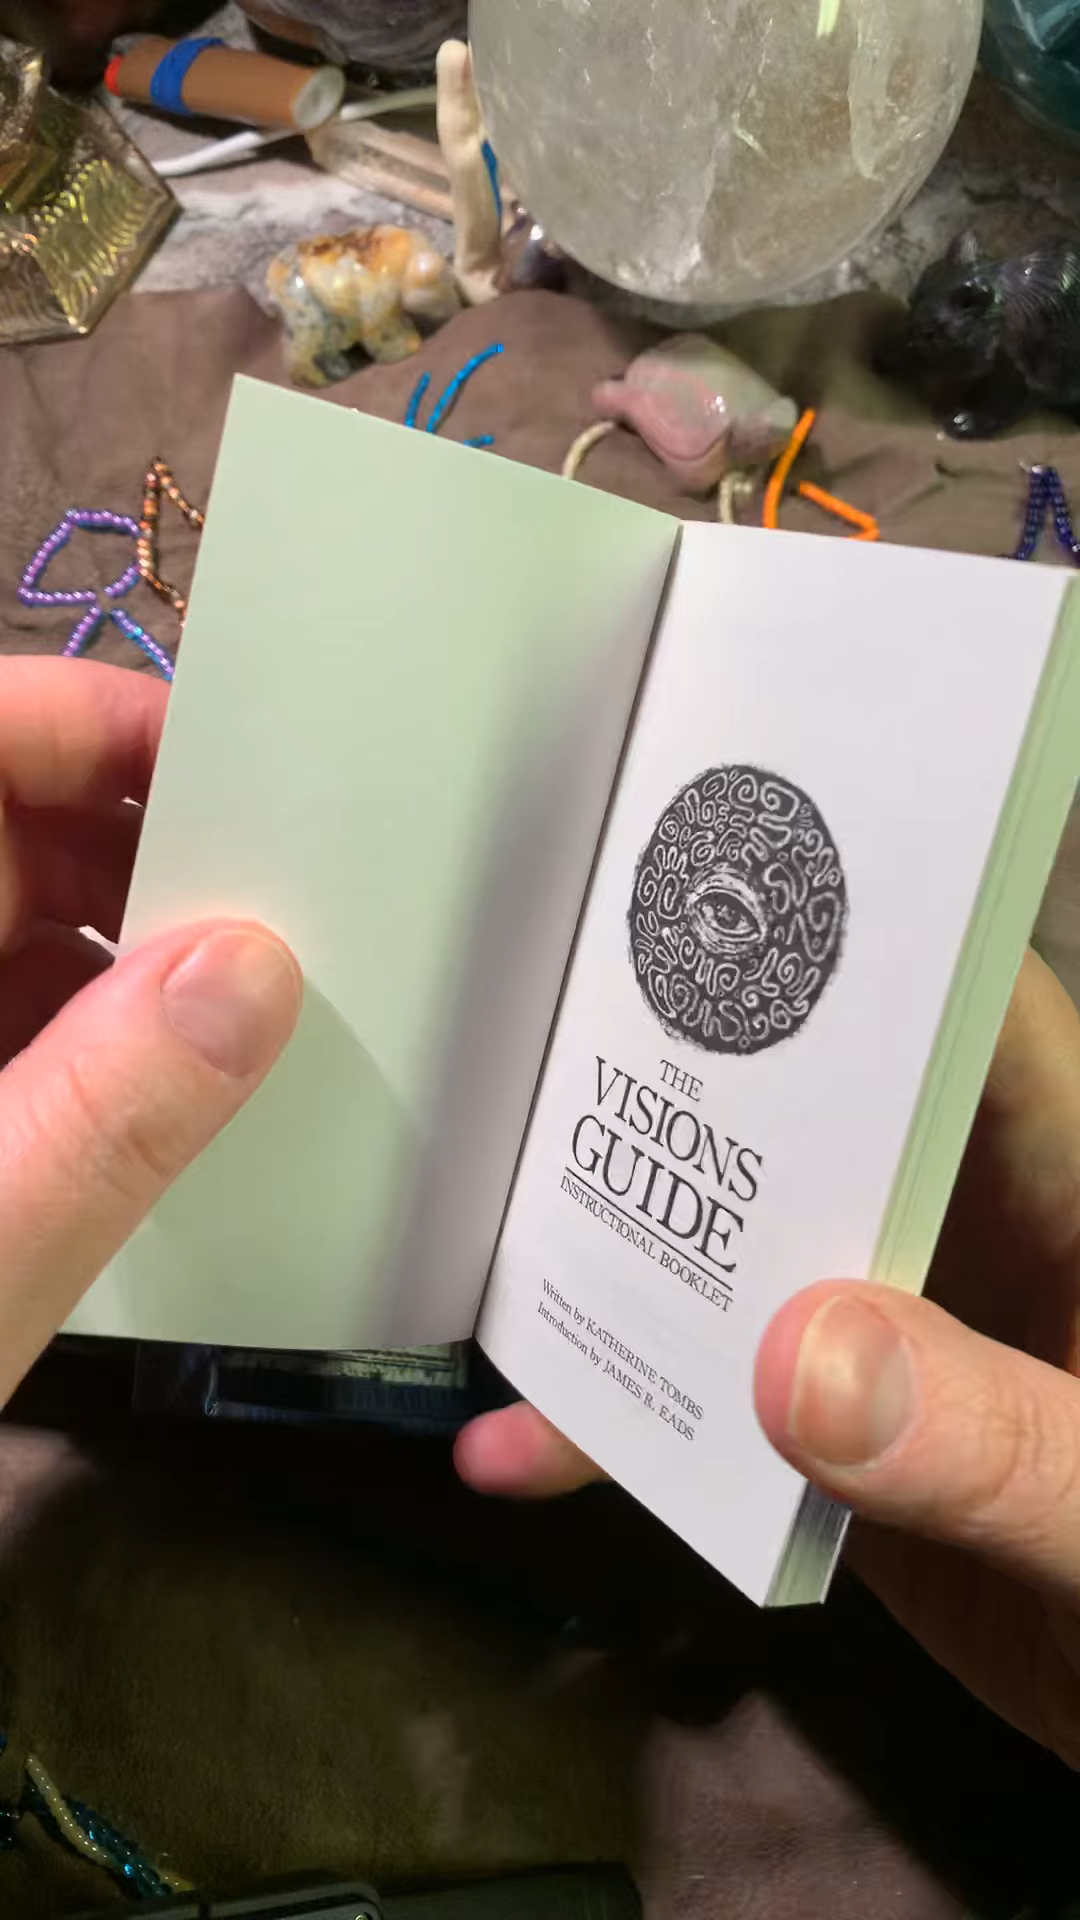 THE
VISIONS
GUIDE
INSTRUCTIONAL BOOKLET
Written by KATHERINE TOMBS
Introduction by JAMES R. EADS